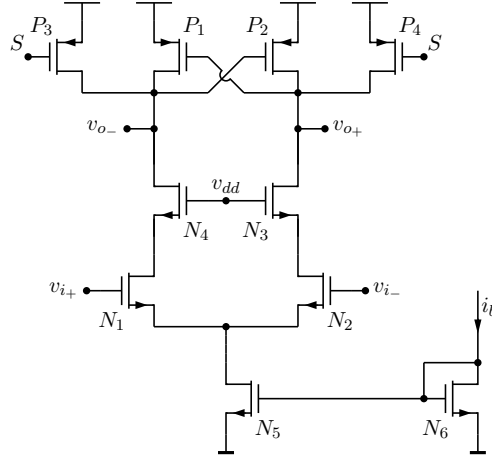 P3 P1 P2 P4
S S
vo− vo+
vdd
N4 N3
vi+ vi−
N1 N2
ib
N5 N6